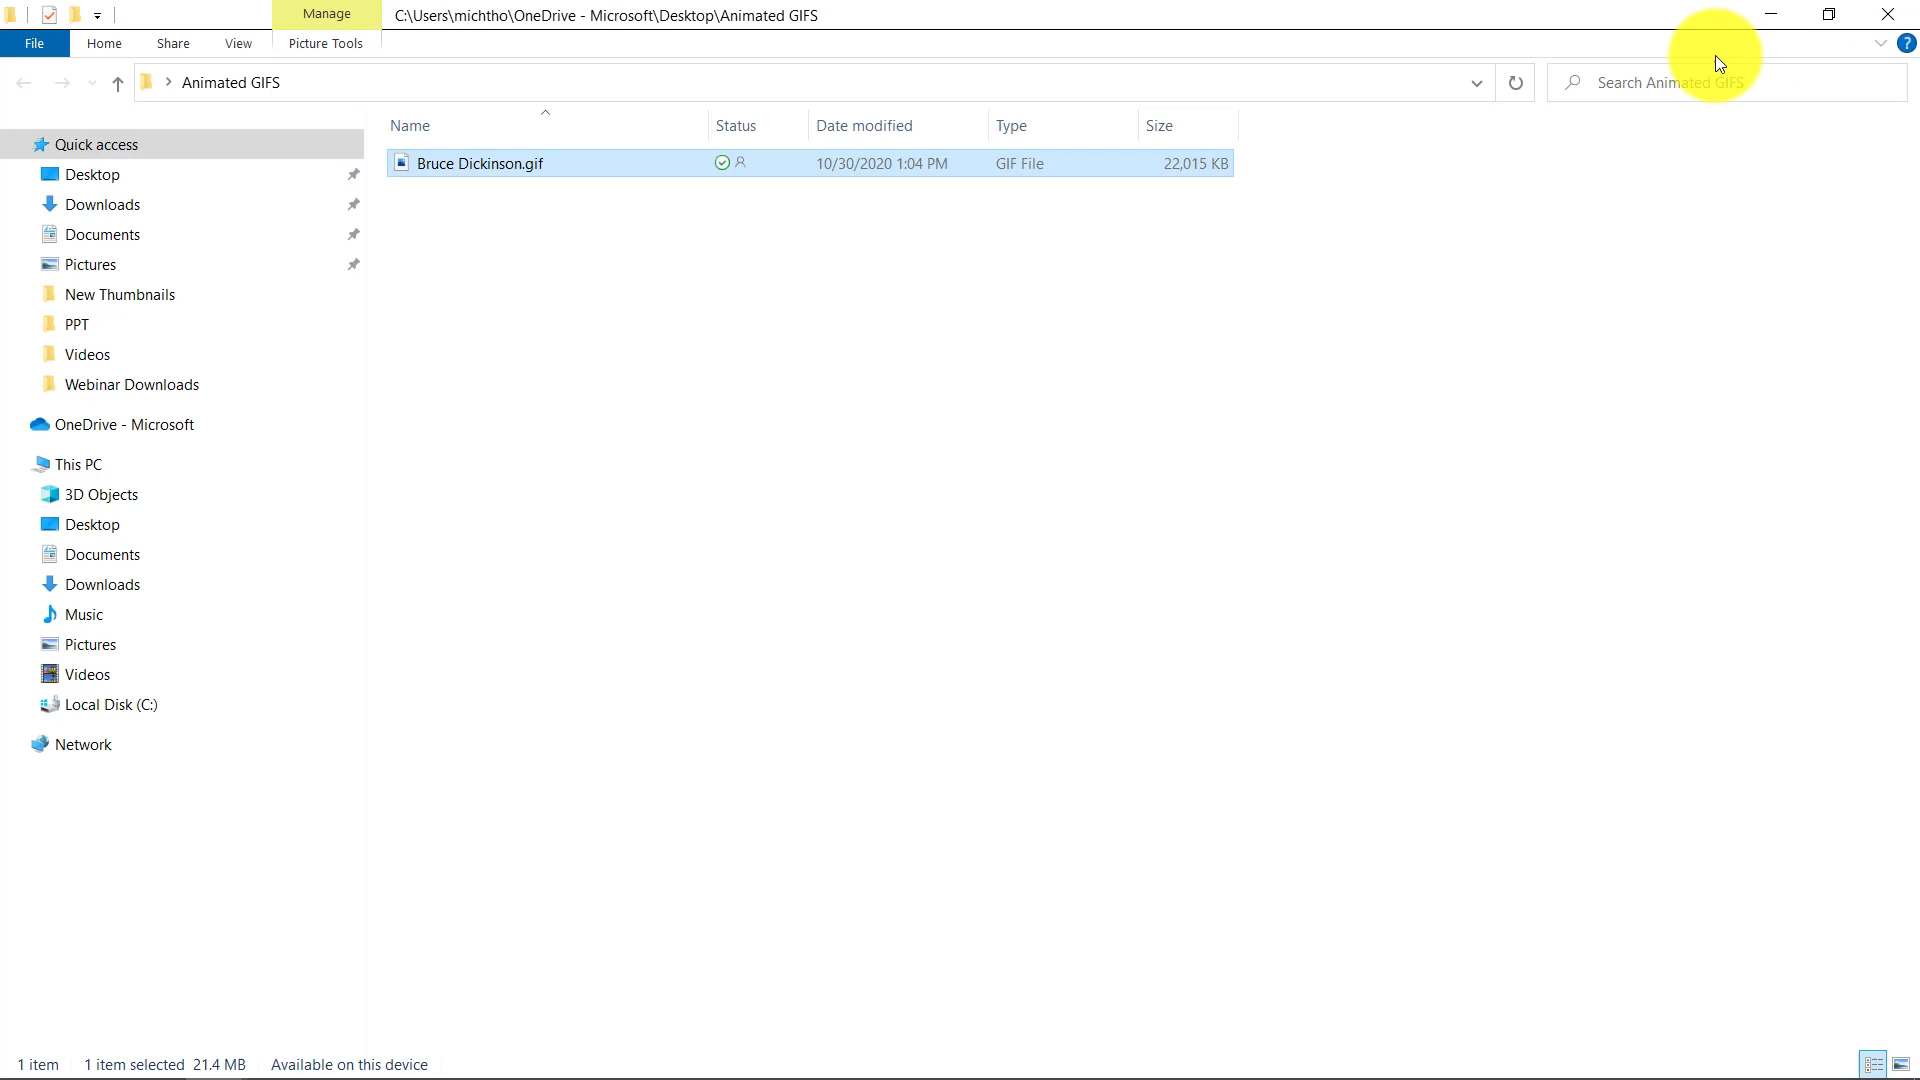 Manage
C:\Users\michtho\OneDrive - Microsoft\Desktop\Animated GIFS
File
Home
Share
View
Picture Tools
?
Animated GIFS
Search Animated GIFS
Name
Status
Date modified
Type
Size
Bruce Dickinson.gif
10/30/2020 1:04 PM
GIF File
22,015 KB
Quick access
Desktop
Downloads
Documents
Pictures
New Thumbnails
PPT
Videos
Webinar Downloads
OneDrive - Microsoft
This PC
3D Objects
Desktop
Documents
Downloads
Music
Pictures
Videos
Local Disk (C:)
Network
1 item
1 item selected 21.4 MB
Available on this device